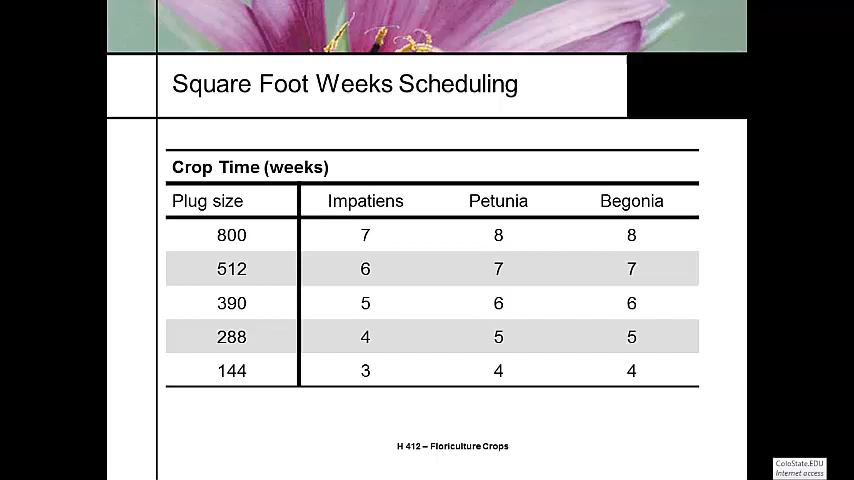 Square Foot Weeks Scheduling
Crop Time (weeks)
Plug size Impatiens Petunia Begonia
800 7 8 8
512 6 7 7
390 5 6 6
288 4 5 5
144 3 4 4
H 412 – Floriculture Crops
ColoState.EDU
Internet access